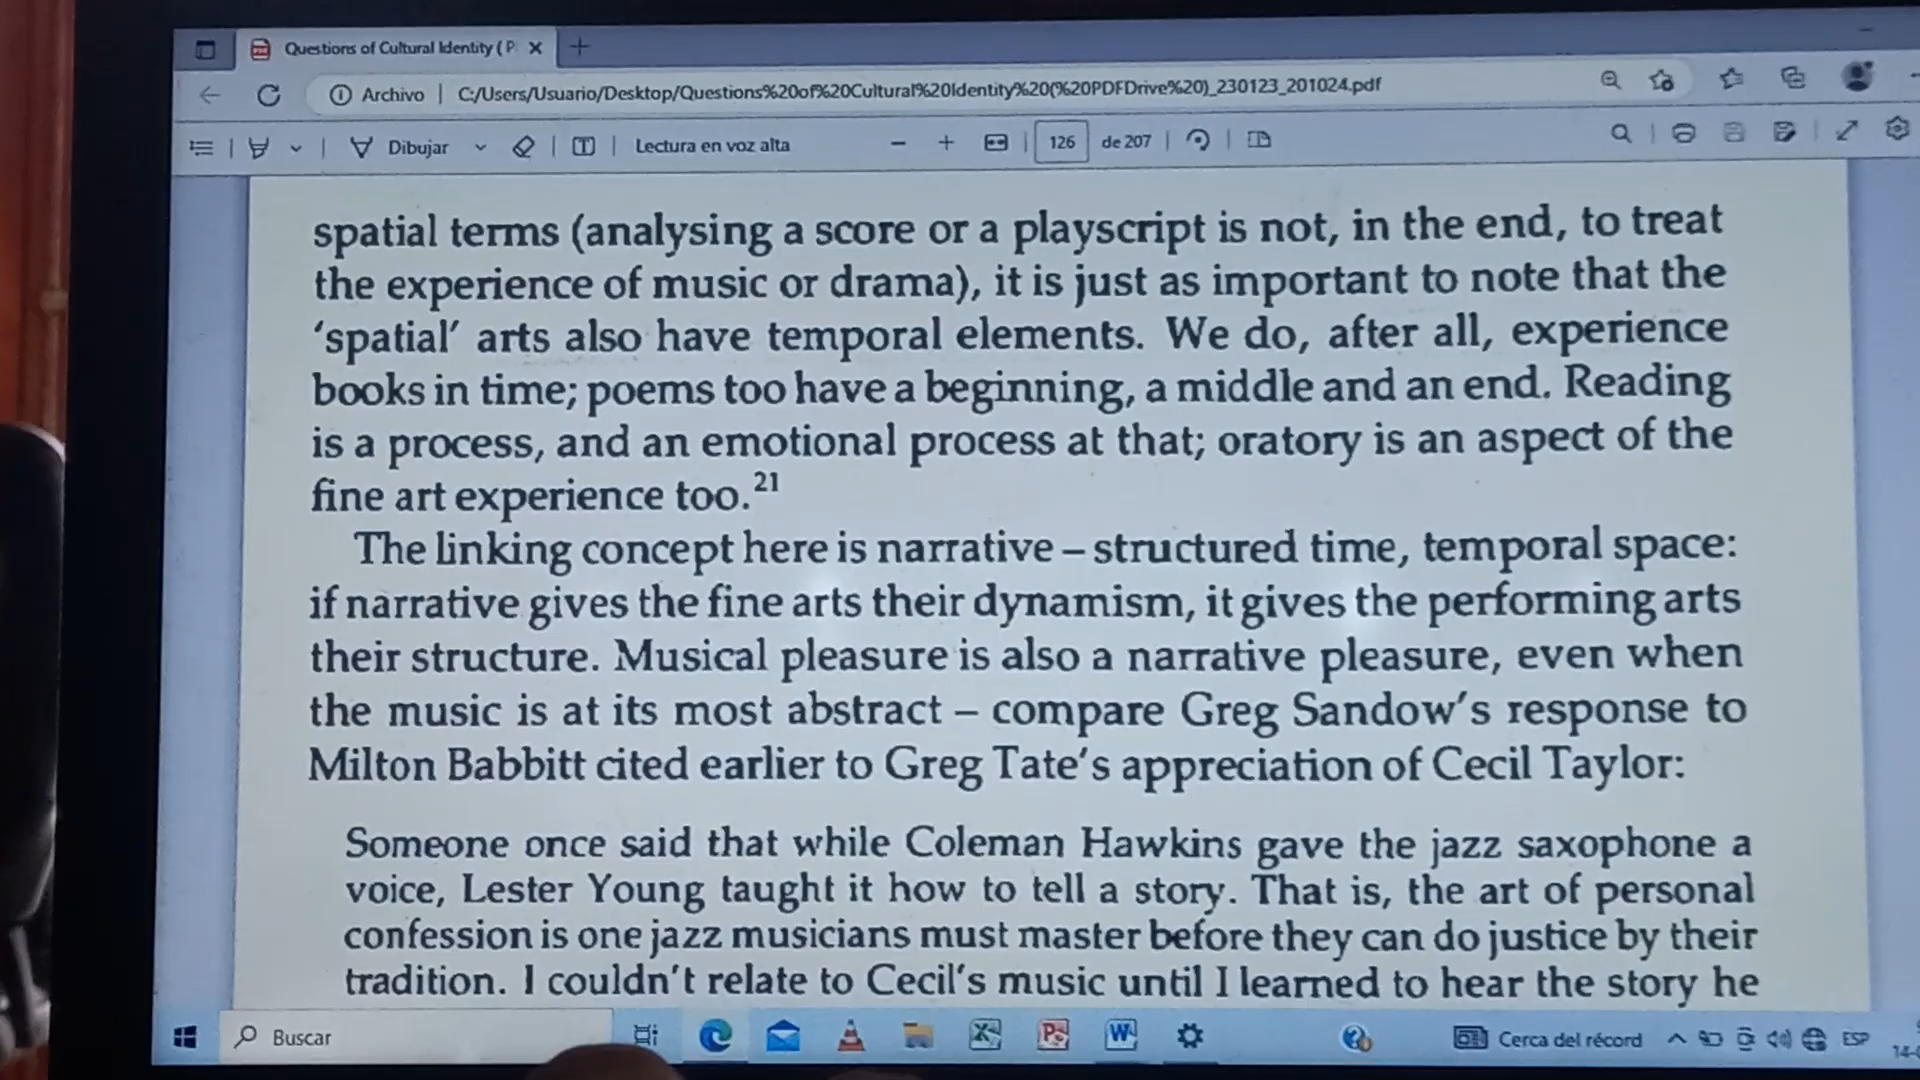 Questions of Cultural Identity ( P
Archivo | C:/Users/Usuario/Desktop/Questions%20of%20Cultural%20Identity%20(%20PDFDrive%20)_230123_201024.pdf
Dibujar
Lectura en voz alta
126 de 207
spatial terms (analysing a score or a playscript is not, in the end, to treat
the experience of music or drama), it is just as important to note that the
‘spatial’ arts also have temporal elements. We do, after all, experience
books in time; poems too have a beginning, a middle and an end. Reading
is a process, and an emotional process at that; oratory is an aspect of the
fine art experience too.21
The linking concept here is narrative – structured time, temporal space:
if narrative gives the fine arts their dynamism, it gives the performing arts
their structure. Musical pleasure is also a narrative pleasure, even when
the music is at its most abstract – compare Greg Sandow’s response to
Milton Babbitt cited earlier to Greg Tate’s appreciation of Cecil Taylor:
Someone once said that while Coleman Hawkins gave the jazz saxophone a
voice, Lester Young taught it how to tell a story. That is, the art of personal
confession is one jazz musicians must master before they can do justice by their
tradition. I couldn’t relate to Cecil’s music until I learned to hear the story he
Buscar
Cerca del récord
ESP